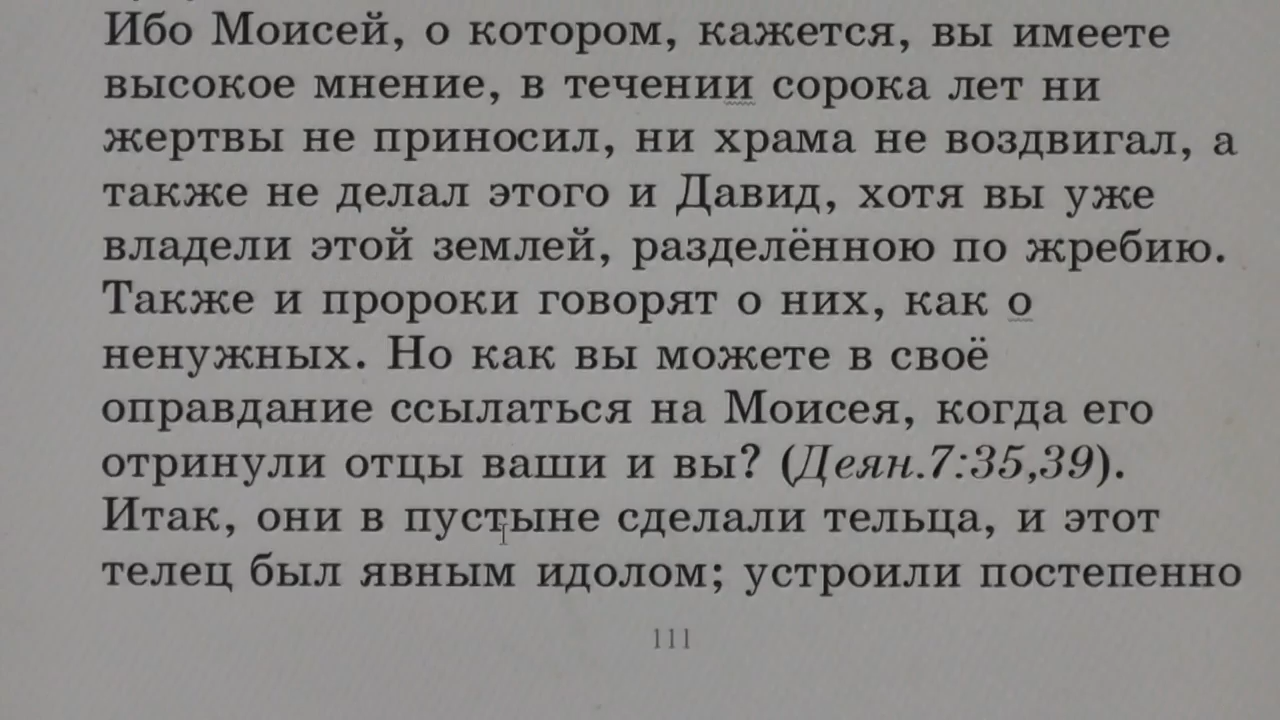 Ибо Моисей, о котором, кажется, вы имеете
высокое мнение, в течении сорока лет ни
жертвы не приносил, ни храма не воздвигал, а
также не делал этого и Давид, хотя вы уже
владели этой землей, разделённою по жребию.
Также и пророки говорят о них, как о
ненужных. Но как вы можете в своё
оправдание ссылаться на Моисея, когда его
отринули отцы ваши и вы? (Деян.7:35,39).
Итак, они в пустыне сделали тельца, и этот
телец был явным идолом; устроили постепенно
111